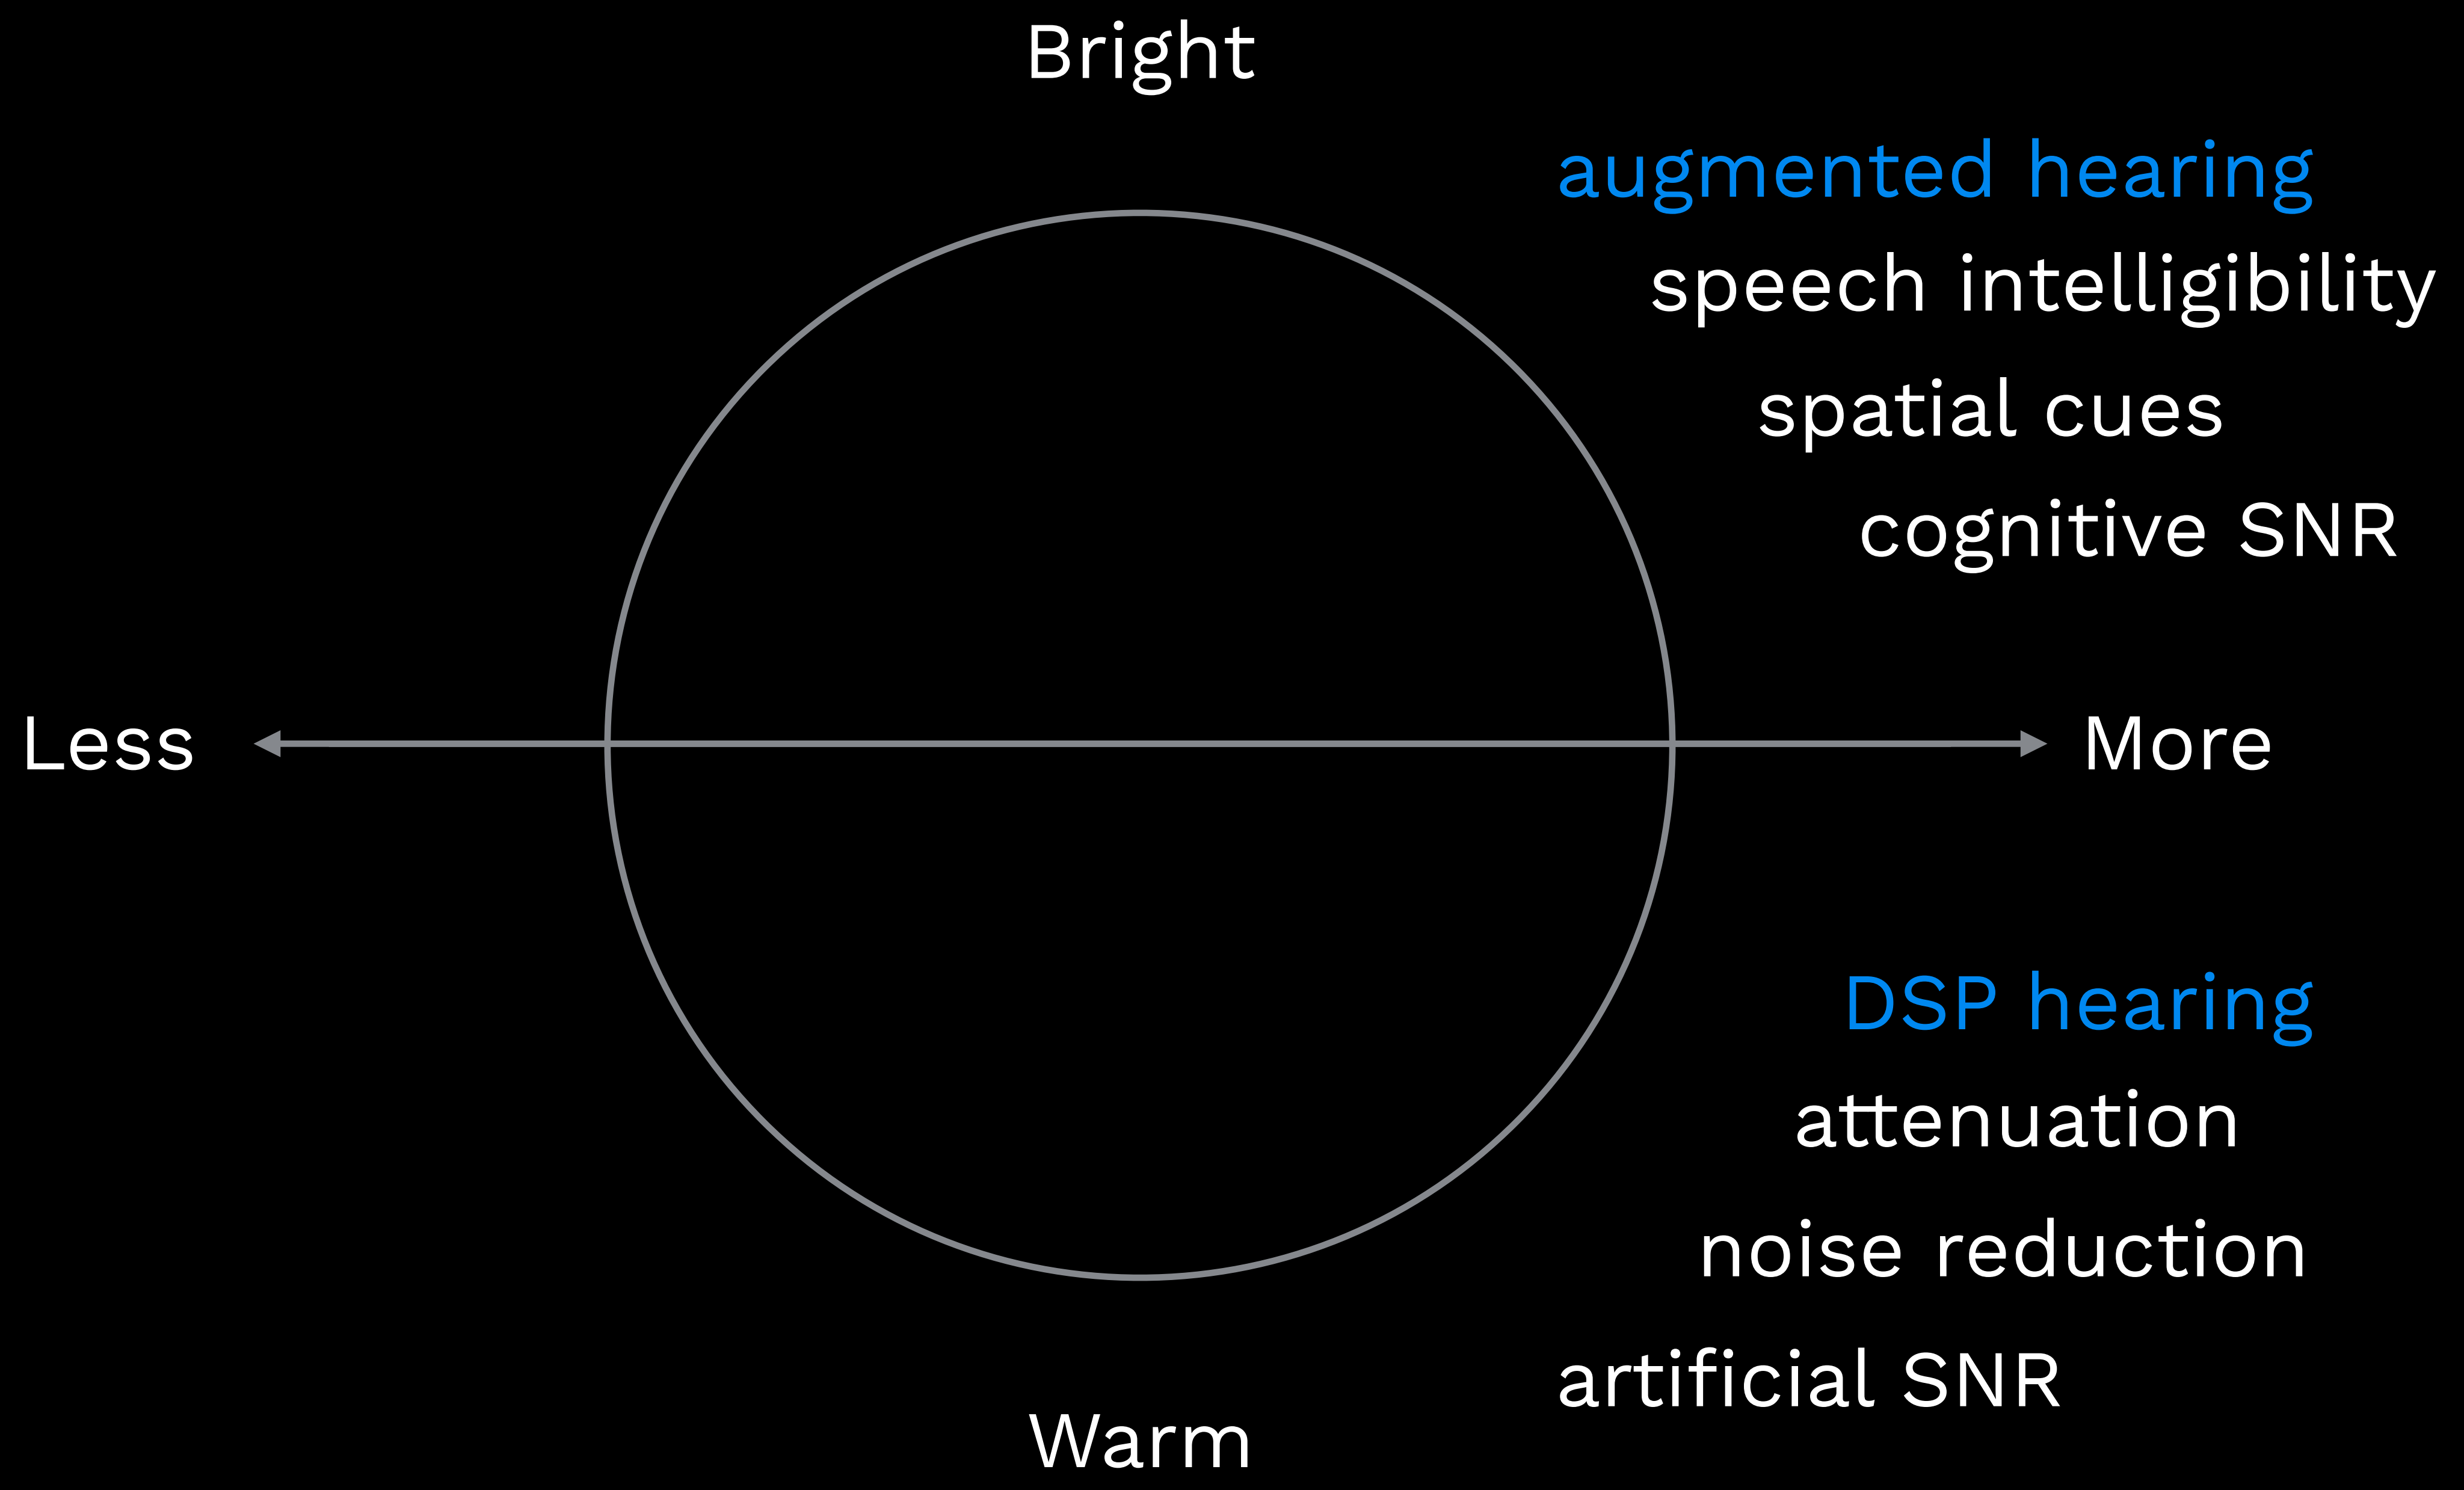 Bright
augmented hearing
speech intelligibility
spatial cues
cognitive SNR
Less
More
DSP hearing
attenuation
noise reduction
artificial SNR
Warm